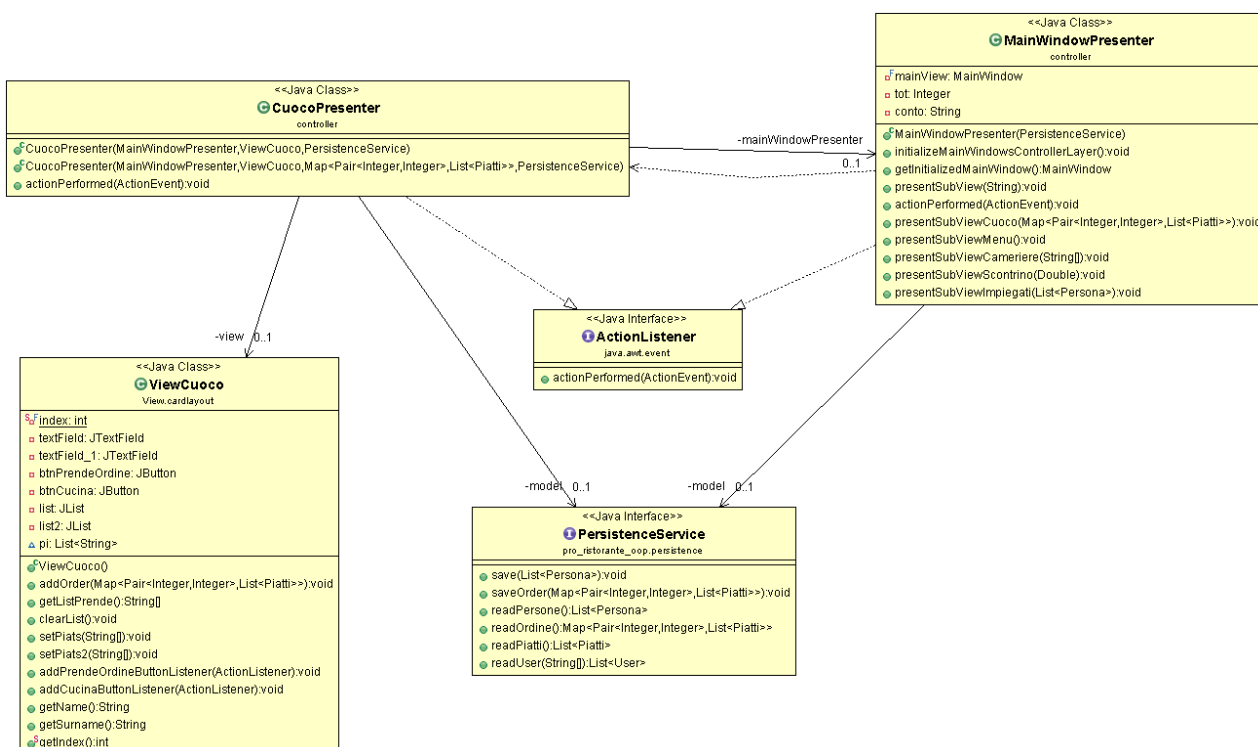 <<Java Class>>
MainWindowPresenter
controller
mainView: MainWindow
tot: Integer
conto: String
MainWindowPresenter(PersistenceService)
initializeMainWindowsControllerLayer():void
getInitializedMainWindow():MainWindow
presentSubView(String):void
actionPerformed(ActionEvent):void
presentSubViewCuoco(Map<Pair<Integer,Integer>,List<Piatti>>):void
presentSubViewMenu():void
presentSubViewCameriere(String[]):void
presentSubViewScontrino(Double):void
presentSubViewImpiegati(List<Persona>):void
<<Java Class>>
CuocoPresenter
controller
CuocoPresenter(MainWindowPresenter,ViewCuoco,PersistenceService)
CuocoPresenter(MainWindowPresenter,ViewCuoco,Map<Pair<Integer,Integer>,List<Piatti>>,PersistenceService)
actionPerformed(ActionEvent):void
-mainWindowPresenter
0..1
<<Java Interface>>
ActionListener
java.awt.event
actionPerformed(ActionEvent):void
-view 0..1
<<Java Class>>
ViewCuoco
View.cardlayout
index: int
textField: JTextField
textField_1: JTextField
btnPrendeOrdine: JButton
btnCucina: JButton
list: JList
list2: JList
pi: List<String>
ViewCuoco()
addOrder(Map<Pair<Integer,Integer>,List<Piatti>>):void
getListPrende():String[]
clearList():void
setPiats(String[]):void
setPiats2(String[]):void
addPrendeOrdineButtonListener(ActionListener):void
addCucinaButtonListener(ActionListener):void
getName():String
getSurname():String
getIndex():int
-model 0..1
-model 0..1
<<Java Interface>>
PersistenceService
pro_ristorante_oop.persistence
save(List<Persona>):void
saveOrder(Map<Pair<Integer,Integer>,List<Piatti>>):void
readPersone():List<Persona>
readOrdine():Map<Pair<Integer,Integer>,List<Piatti>>
readPiatti():List<Piatti>
readUser(String[]):List<User>